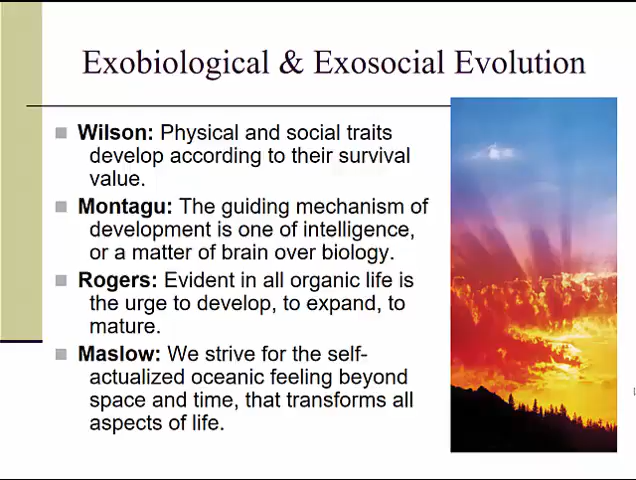 Exobiological & Exosocial Evolution
Wilson: Physical and social traits
develop according to their survival
value.
Montagu: The guiding mechanism of
development is one of intelligence,
or a matter of brain over biology.
Rogers: Evident in all organic life is
the urge to develop, to expand, to
mature.
Maslow: We strive for the self-
actualized oceanic feeling beyond
space and time, that transforms all
aspects of life.